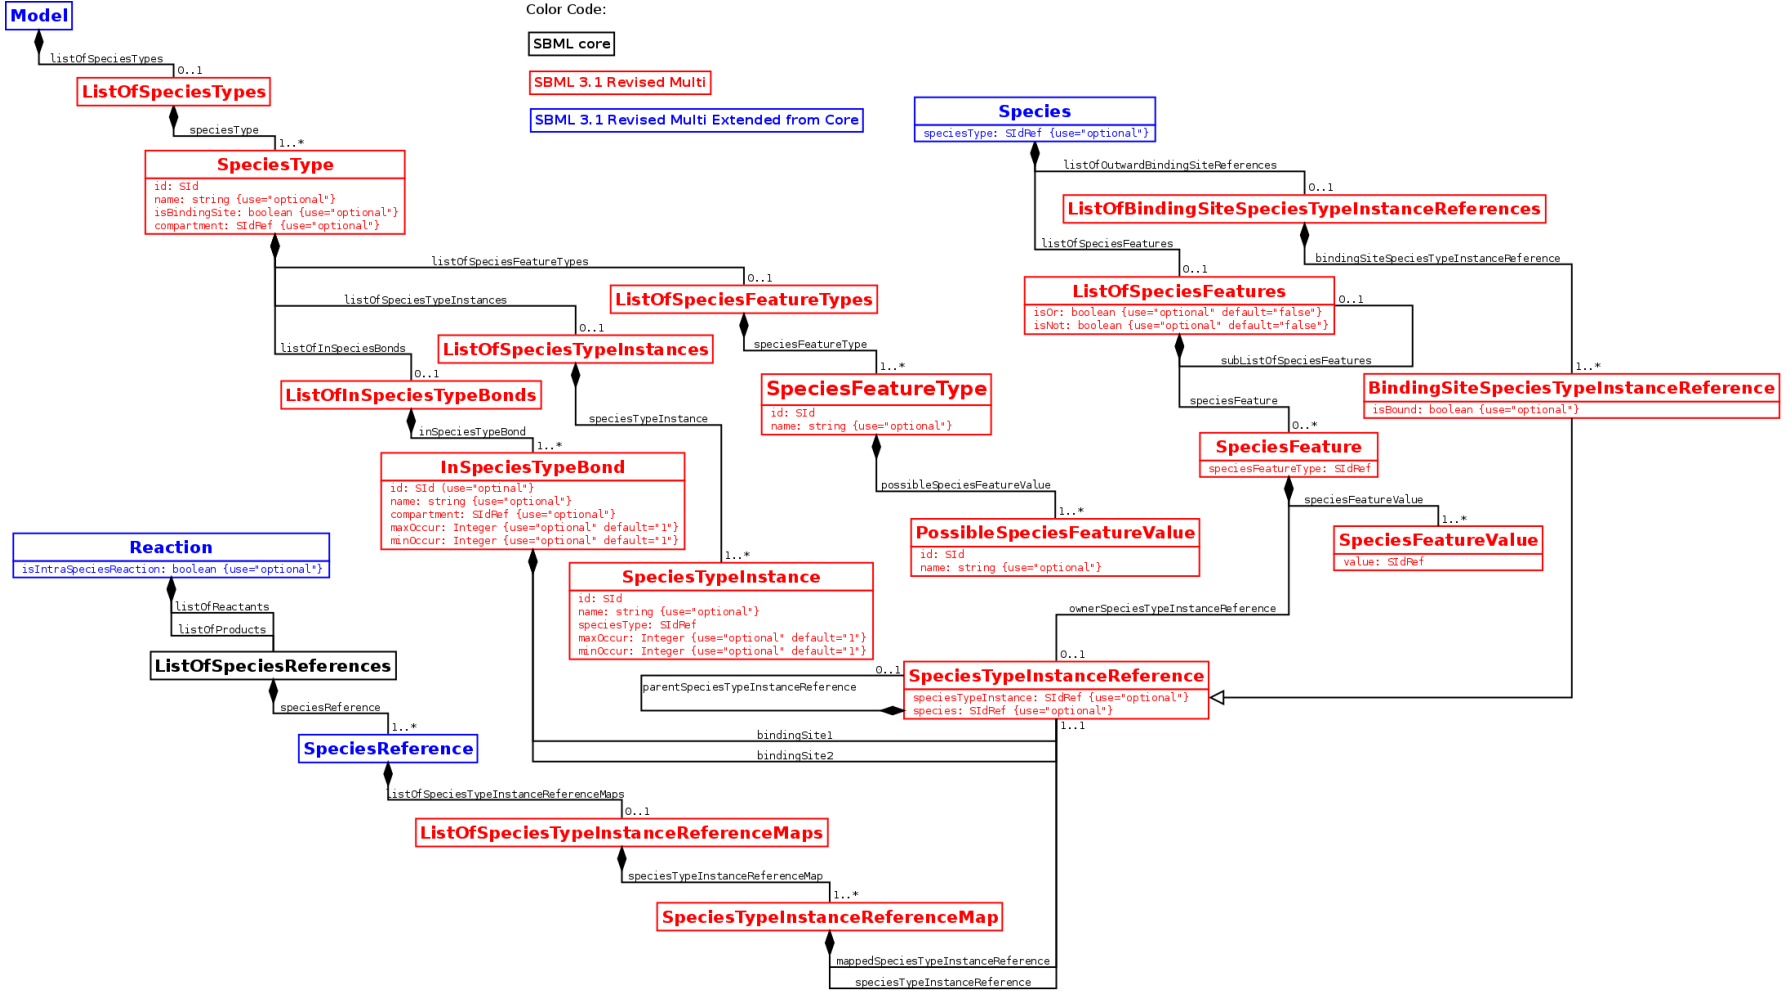 Model
Color Code:
SBML core
SBML 3.1 Revised Multi
SBML 3.1 Revised Multi Extended from Core
listOfSpeciesTypes
0..1
ListOfSpeciesTypes
speciesType
1..*
SpeciesType
id: SId
name: string {use="optional"}
isBindingSite: boolean {use="optional"}
compartment: SIdRef {use="optional"}
listOfSpeciesFeatureTypes
0..1
listOfSpeciesTypeInstances
0..1
listOfInSpeciesBonds
0..1
ListOfSpeciesFeatureTypes
ListOfSpeciesTypeInstances
ListOfInSpeciesTypeBonds
speciesFeatureType
1..*
SpeciesFeatureType
id: SId
name: string {use="optional"}
possibleSpeciesFeatureValue
1..*
PossibleSpeciesFeatureValue
id: SId
name: string {use="optional"}
speciesTypeInstance
1..*
SpeciesTypeInstance
id: SId
name: string {use="optional"}
speciesType: SIdRef
maxOccur: Integer {use="optional" default="1"}
minOccur: Integer {use="optional" default="1"}
inSpeciesTypeBond
1..*
InSpeciesTypeBond
id: SId (use="optinal"}
name: string {use="optional"}
compartment: SIdRef {use="optional"}
maxOccur: Integer {use="optional" default="1"}
minOccur: Integer {use="optional" default="1"}
Species
speciesType: SIdRef {use="optional"}
listOfOutwardBindingSiteReferences
0..1
ListOfBindingSiteSpeciesTypeInstanceReferences
bindingSiteSpeciesTypeInstanceReference
1..*
BindingSiteSpeciesTypeInstanceReference
isBound: boolean {use="optional"}
listOfSpeciesFeatures
0..1
ListOfSpeciesFeatures
isOr: boolean {use="optional" default="false"}
isNot: boolean {use="optional" default="false"}
0..1
subListOfSpeciesFeatures
speciesFeature
0..*
SpeciesFeature
speciesFeatureType: SIdRef
speciesFeatureValue
1..*
SpeciesFeatureValue
value: SIdRef
ownerSpeciesTypeInstanceReference
0..1
SpeciesTypeInstanceReference
speciesTypeInstance: SIdRef {use="optional"}
species: SIdRef {use="optional"}
0..1
parentSpeciesTypeInstanceReference
1..1
bindingSite1
bindingSite2
Reaction
isIntraSpeciesReaction: boolean {use="optional"}
listOfReactants
listOfProducts
ListOfSpeciesReferences
speciesReference
1..*
SpeciesReference
listOfSpeciesTypeInstanceReferenceMaps
0..1
ListOfSpeciesTypeInstanceReferenceMaps
speciesTypeInstanceReferenceMap
1..*
SpeciesTypeInstanceReferenceMap
mappedSpeciesTypeInstanceReference
speciesTypeInstanceReference